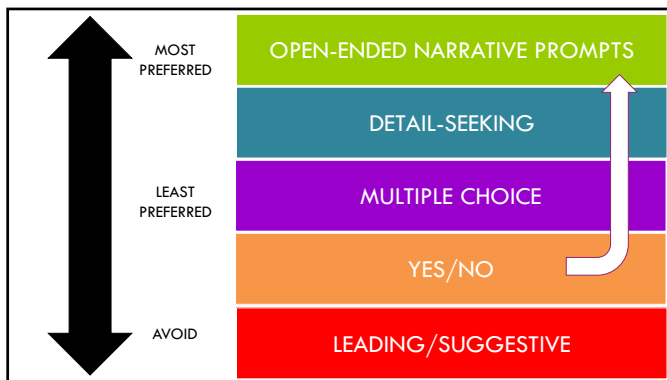 MOST
PREFERRED
OPEN-ENDED NARRATIVE PROMPTS
DETAIL-SEEKING
LEAST
PREFERRED
MULTIPLE CHOICE
YES/NO
AVOID
LEADING/SUGGESTIVE